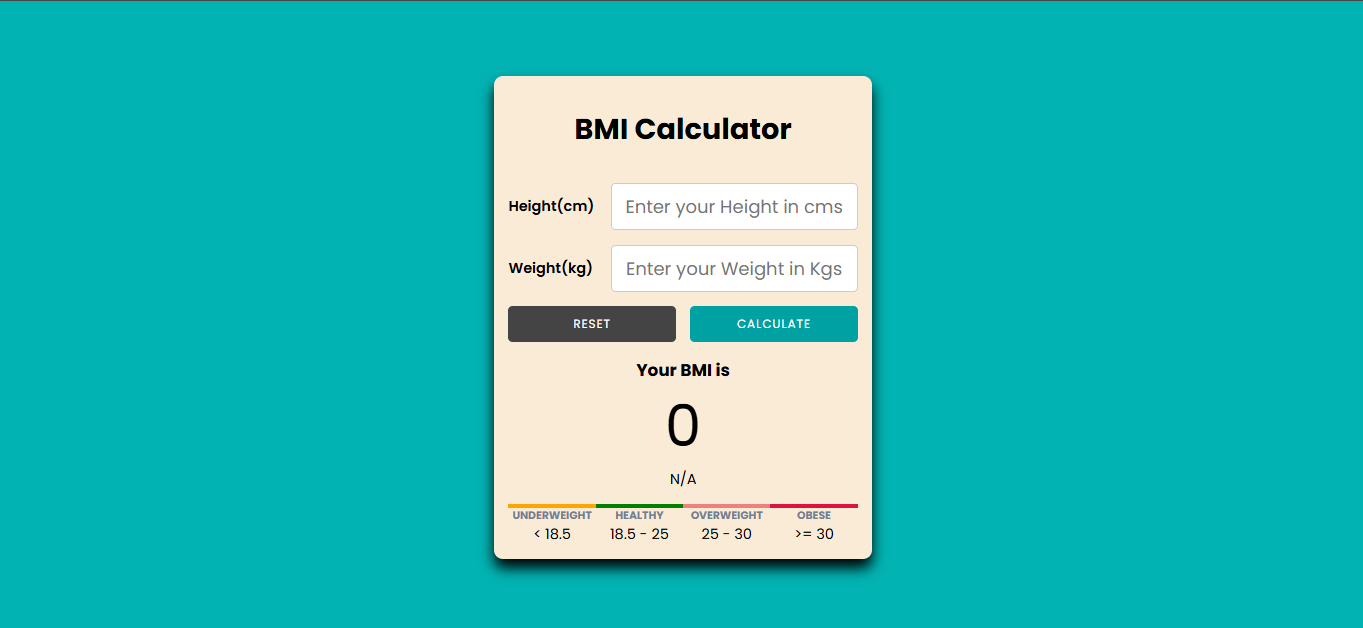 BMI Calculator
Height(cm) Enter your Height in cms
Weight(kg) Enter your Weight in Kgs
RESET CALCULATE
Your BMI is
0
N/A
UNDERWEIGHT HEALTHY OVERWEIGHT OBESE
< 18.5 18.5 - 25 25 - 30 >= 30